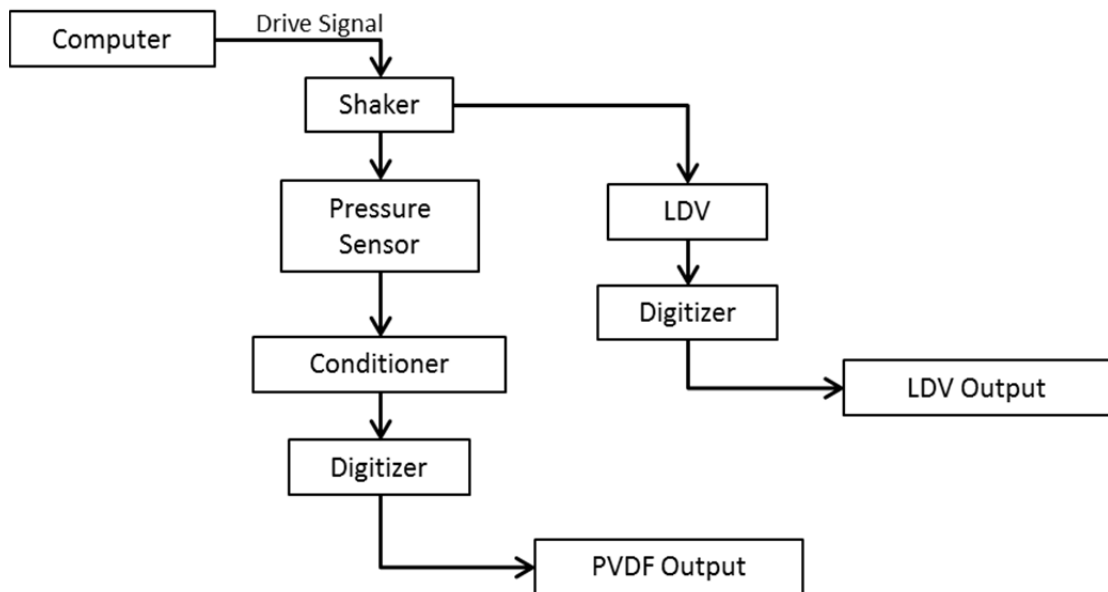 Computer
Drive Signal
Shaker
Pressure
Sensor
LDV
Digitizer
Conditioner
LDV Output
Digitizer
PVDF Output